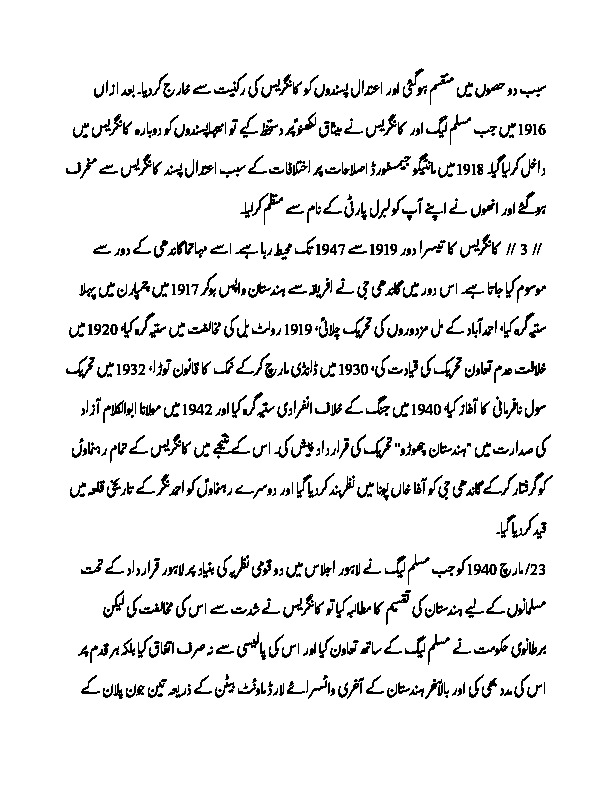 سبب دو حصوں میں منقسم ہوگئی اور اعتدال پسندوں کو کانگریس کی رکنیت سے خارج کردیا۔ بعد ازاں
1916 میں جب مسلم لیگ اور کانگریس نے میثاق لکھنؤ پر دستخط کیے تو انتہاپسندوں کو دوبارہ کانگریس میں
داخل کرلیا گیا۔ 1918 میں مانٹیگو چیمسفورڈ اصلاحات پر اختلافات کے سبب اعتدال پسند کانگریس سے منحرف
ہوگئے اور انھوں نے اپنے آپ کو لبرل پارٹی کے نام سے منظم کرلیا۔
// 3 // کانگریس کا تیسرا دور 1919 سے 1947 تک محیط رہا ہے۔ اسے مہاتما گاندھی کے دور سے
موسوم کیا جاتا ہے۔ اس دور میں گاندھی جی نے افریقہ سے ہندستان واپس ہوکر 1917 میں چمپارن میں پہلا
ستیہ گرہ کیا، احمدآباد کے مل مزدوروں کی تحریک چلائی، 1919 رولٹ بل کی مخالفت میں ستیہ گرہ کیا، 1920 میں
خلافت عدم تعاون تحریک کی قیادت کی، 1930 میں ڈانڈی مارچ کرکے نمک کا قانون توڑا، 1932 میں تحریک
سول نافرمانی کا آغاز کیا، 1940 میں جنگ کے خلاف انفرادی ستیہ گرہ کیا اور 1942 میں مولانا ابوالکلام آزاد
کی صدارت میں "ہندستان چھوڑو" تحریک کی قرارداد پیش کی۔ اس کے نتیجے میں کانگریس کے تمام رہنماؤں
کو گرفتار کرکے گاندھی جی کو آغا خاں پونا میں نظربند کردیا گیا اور دوسرے رہنماؤں کو احمد نگر کے تاریخی قلعہ میں
قید کردیا گیا۔
23/ مارچ 1940 کو جب مسلم لیگ نے لاہور اجلاس میں دو قومی نظریہ کی بنیاد پر لاہور قرارداد کے تحت
مسلمانوں کے لیے ہندستان کی تقسیم کا مطالبہ کیا تو کانگریس نے شدت سے اس کی مخالفت کی لیکن
برطانوی حکومت نے مسلم لیگ کے ساتھ تعاون کیا اور اس کی پالیسی سے نہ صرف اتفاق کیا بلکہ ہر قدم پر
اس کی مدد بھی کی اور بالآخر ہندستان کے آخری وائسرائے لارڈ ماونٹ بیٹن کے ذریعہ تین جون پلان کے